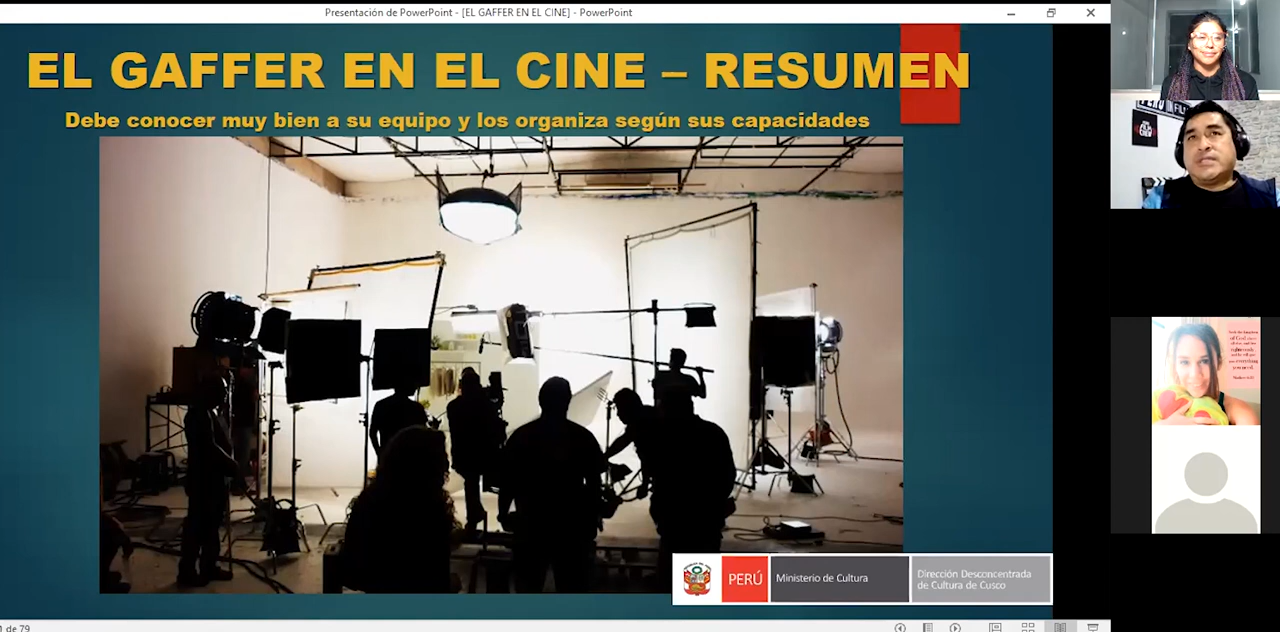 Presentación de PowerPoint - [EL GAFFER EN EL CINE] - PowerPoint
EL GAFFER EN EL CINE – RESUMEN
Debe conocer muy bien a su equipo y los organiza según sus capacidades
PERÚ
Ministerio de Cultura
Dirección Desconcentrada
de Cultura de Cusco
de 79